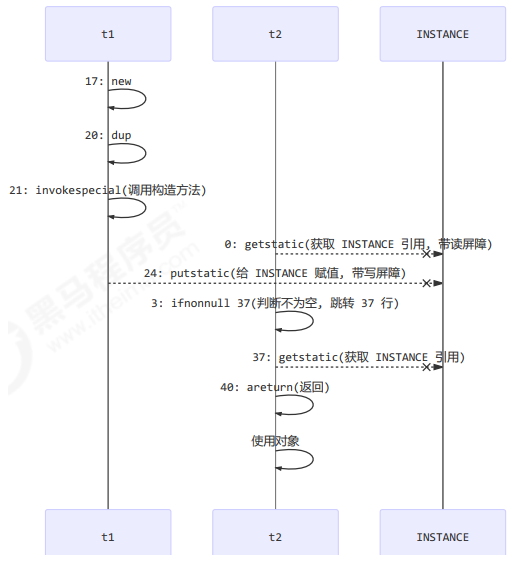 t1
t2
INSTANCE
17: new
20: dup
21: invokespecial(调用构造方法)
0: getstatic(获取 INSTANCE 引用, 带读屏障)
24: putstatic(给 INSTANCE 赋值, 带写屏障)
3: ifnonnull 37(判断不为空, 跳转 37 行)
37: getstatic(获取 INSTANCE 引用)
40: areturn(返回)
使用对象
t1
t2
INSTANCE
黑马程序员